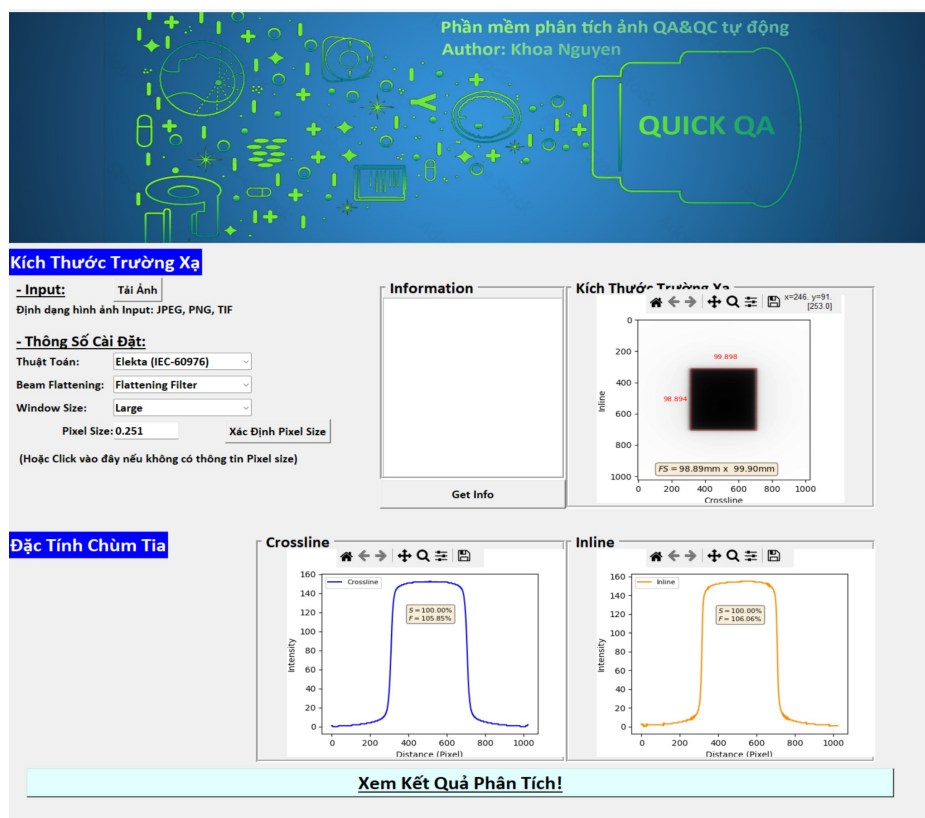 Phần mềm phân tích ảnh QA&QC tự động
Author: Khoa Nguyen
QUICK QA
Kích Thước Trường Xạ
- Input:
Tải Ảnh
Định dạng hình ảnh Input: JPEG, PNG, TIF
- Thông Số Cài Đặt:
Thuật Toán: Elekta (IEC-60976)
Beam Flattening: Flattening Filter
Window Size: Large
Pixel Size: 0.251
Xác Định Pixel Size
(Hoặc Click vào đây nếu không có thông tin Pixel size)
Information
Get Info
Kích Thước Trường Xạ
x=246. y=91.
[253.0]
0
200
400
600
800
1000
Inline
99.898
98.894
FS = 98.89mm x 99.90mm
0 200 400 600 800 1000
Crossline
Đặc Tính Chùm Tia
Crossline
160
140
120
100
80
60
40
20
0
Intensity
Crossline
S = 100.00%
F = 105.85%
0 200 400 600 800 1000
Distance (Pixel)
Inline
160
140
120
100
80
60
40
20
0
Intensity
Inline
S = 100.00%
F = 106.06%
0 200 400 600 800 1000
Distance (Pixel)
Xem Kết Quả Phân Tích!